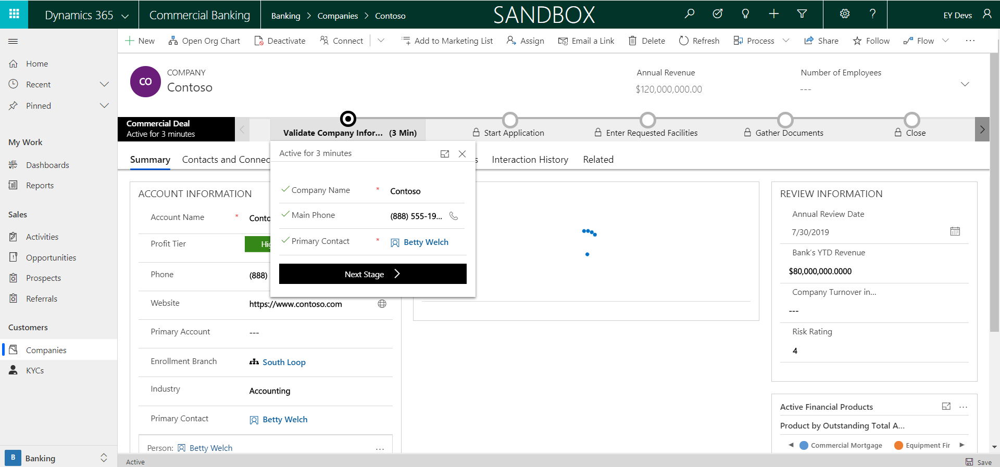 Dynamics 365
Commercial Banking
Banking > Companies > Contoso
SANDBOX
EY Devs
New
Open Org Chart
Deactivate
Connect
Add to Marketing List
Assign
Email a Link
Delete
Refresh
Process
Share
Follow
Flow
Home
Recent
Pinned
My Work
Dashboards
Reports
Sales
Activities
Opportunities
Prospects
Referrals
Customers
Companies
KYCs
B
Banking
CO
COMPANY
Contoso
Annual Revenue
$120,000,000.00
Number of Employees
---
Commercial Deal
Active for 3 minutes
Validate Company Infor... (3 Min)
Start Application
Enter Requested Facilities
Gather Documents
Close
Summary
Contacts and Connec
s
Interaction History
Related
Active for 3 minutes
Company Name * Contoso
Main Phone (888) 555-19...
Primary Contact * Betty Welch
Next Stage
ACCOUNT INFORMATION
Account Name * Conto
Profit Tier Hig
Phone (888)
Website https://www.contoso.com
Primary Account ---
Enrollment Branch South Loop
Industry Accounting
Primary Contact Betty Welch
Person: Betty Welch ...
REVIEW INFORMATION
Annual Review Date
7/30/2019
Bank's YTD Revenue
$80,000,000.0000
Company Turnover in...
---
Risk Rating
4
Active Financial Products
Product by Outstanding Total A...
Commercial Mortgage
Equipment Fir
Active
Save